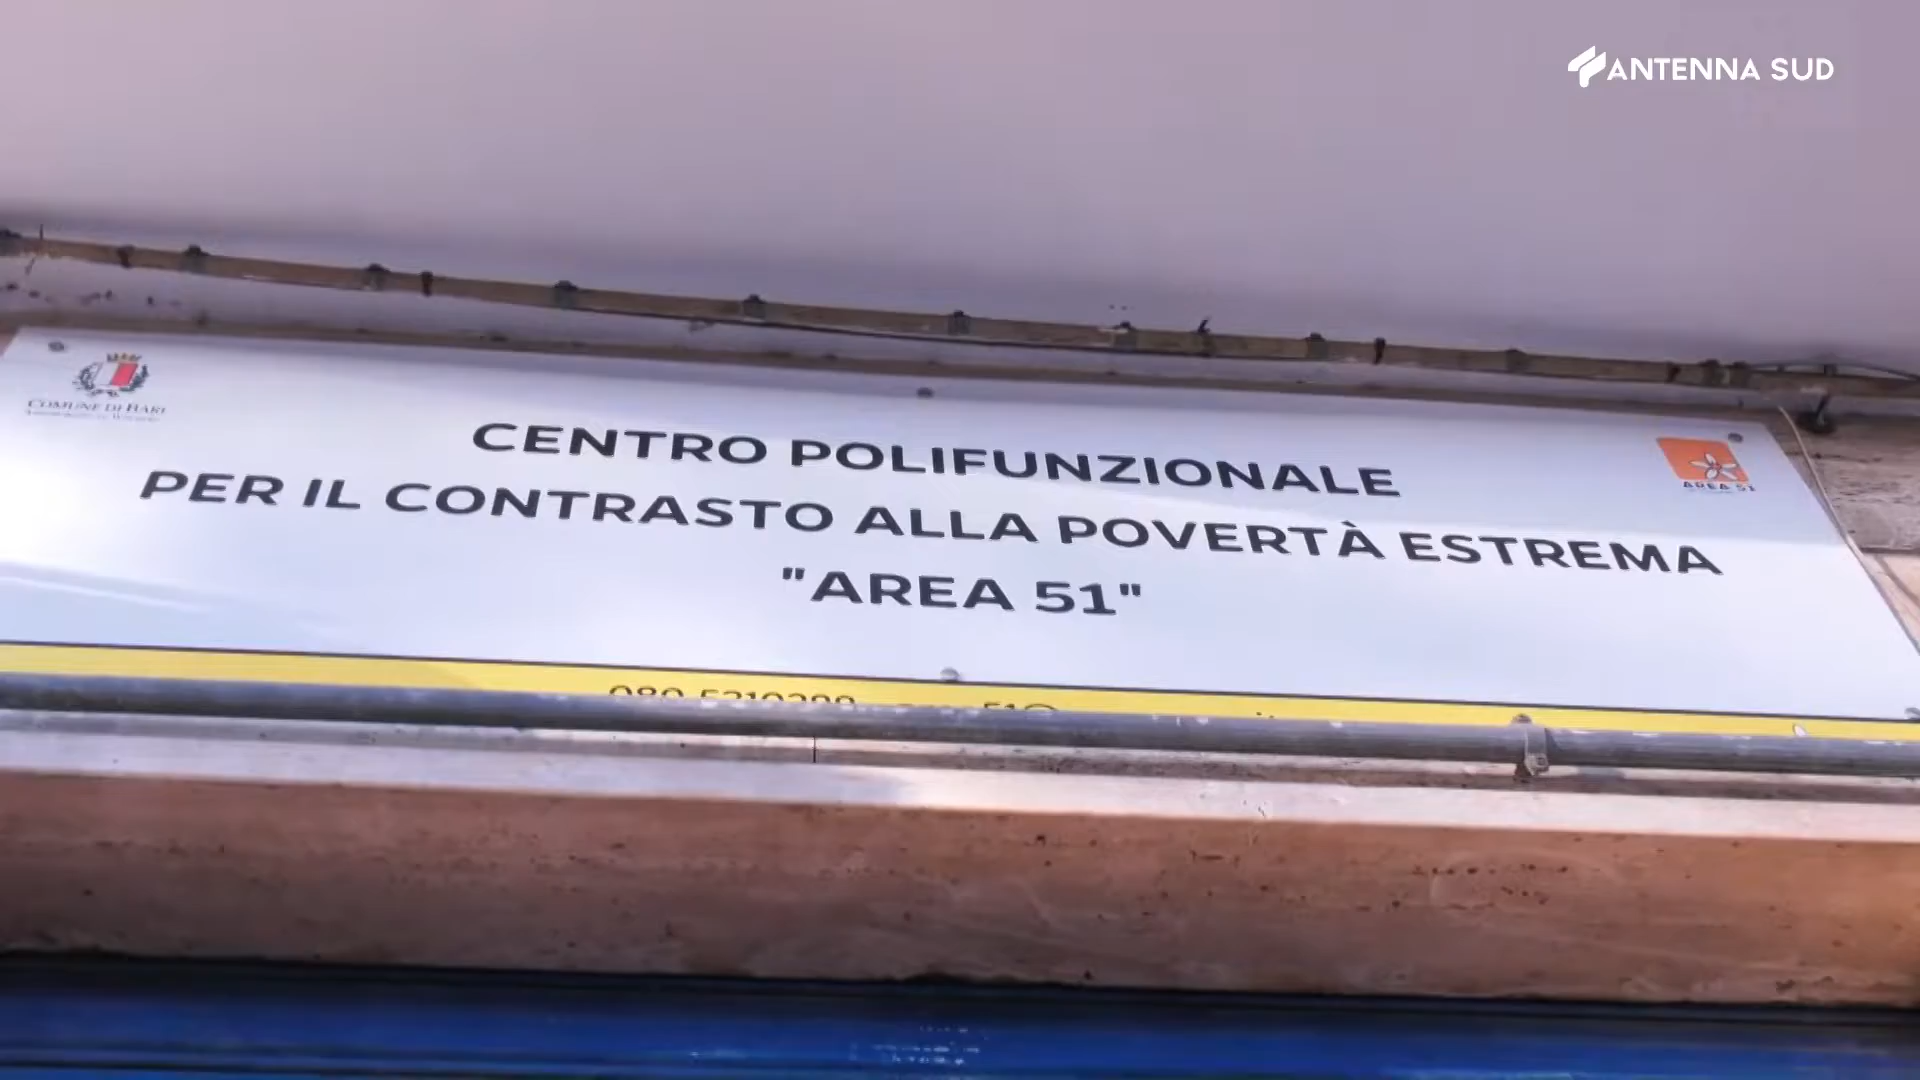 ANTENNA SUD
COMUNE DI BARI
CENTRO POLIFUNZIONALE
PER IL CONTRASTO ALLA POVERTÀ ESTREMA
"AREA 51"
AREA 51